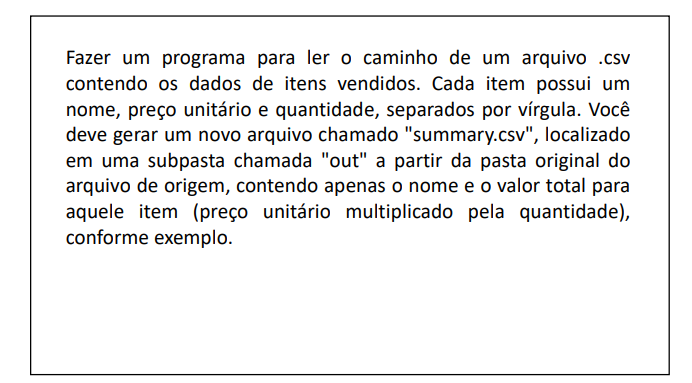 Fazer um programa para ler o caminho de um arquivo .csv
contendo os dados de itens vendidos. Cada item possui um
nome, preço unitário e quantidade, separados por vírgula. Você
deve gerar um novo arquivo chamado "summary.csv", localizado
em uma subpasta chamada "out" a partir da pasta original do
arquivo de origem, contendo apenas o nome e o valor total para
aquele item (preço unitário multiplicado pela quantidade),
conforme exemplo.